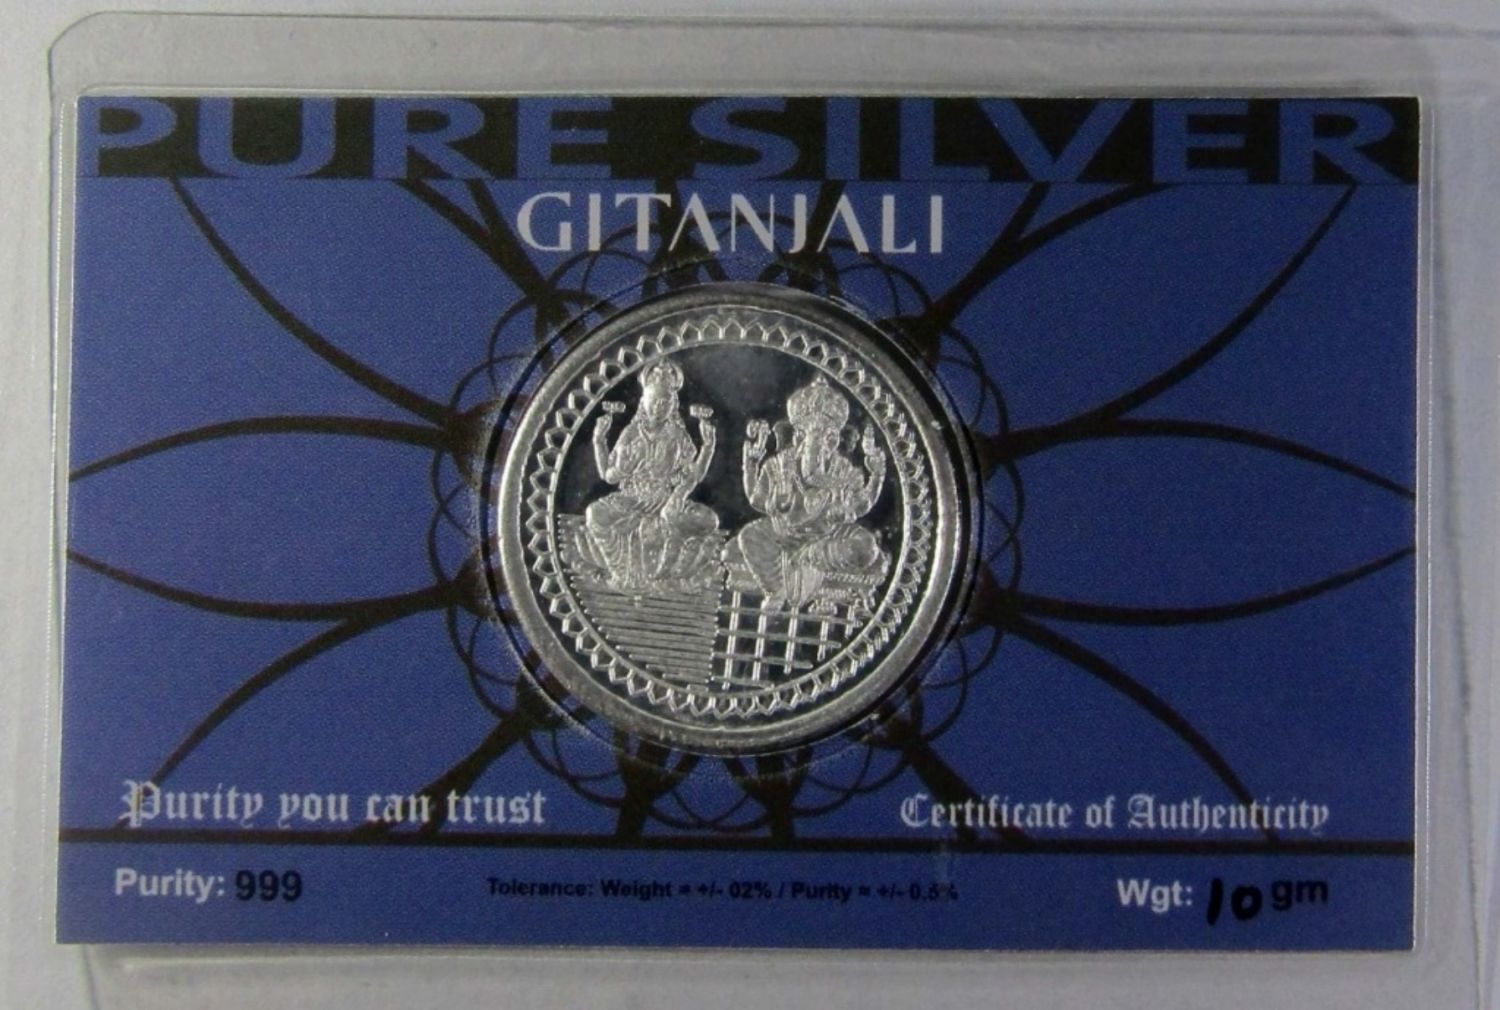 PURE SILVER
GITANJALI
Purity you can trust
Certificate of Authenticity
Purity: 999
Tolerance: Weight = +/- 02% / Purity = +/- 0.5%
Wgt: 10 gm